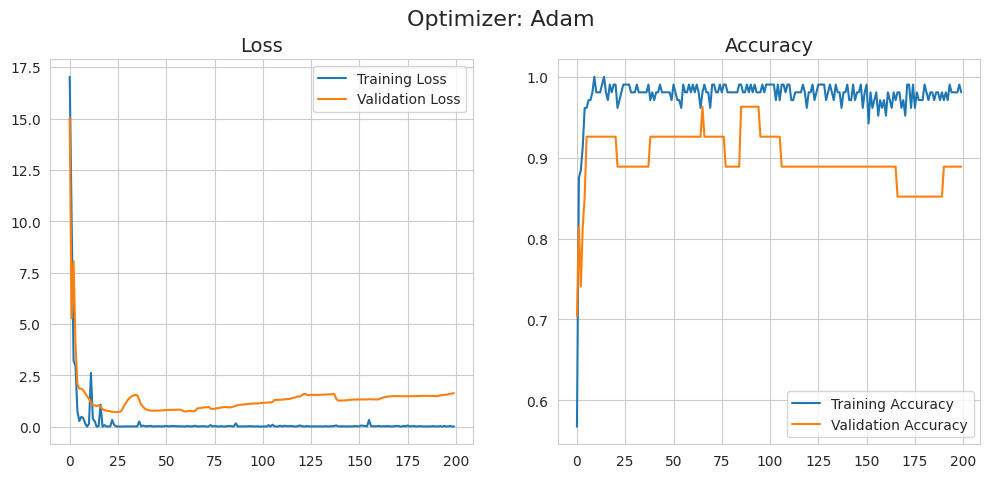 Optimizer: Adam
Loss
17.5
15.0
12.5
10.0
7.5
5.0
2.5
0.0
0 25 50 75 100 125 150 175 200
Training Loss
Validation Loss
Accuracy
1.0
0.9
0.8
0.7
0.6
0 25 50 75 100 125 150 175 200
Training Accuracy
Validation Accuracy